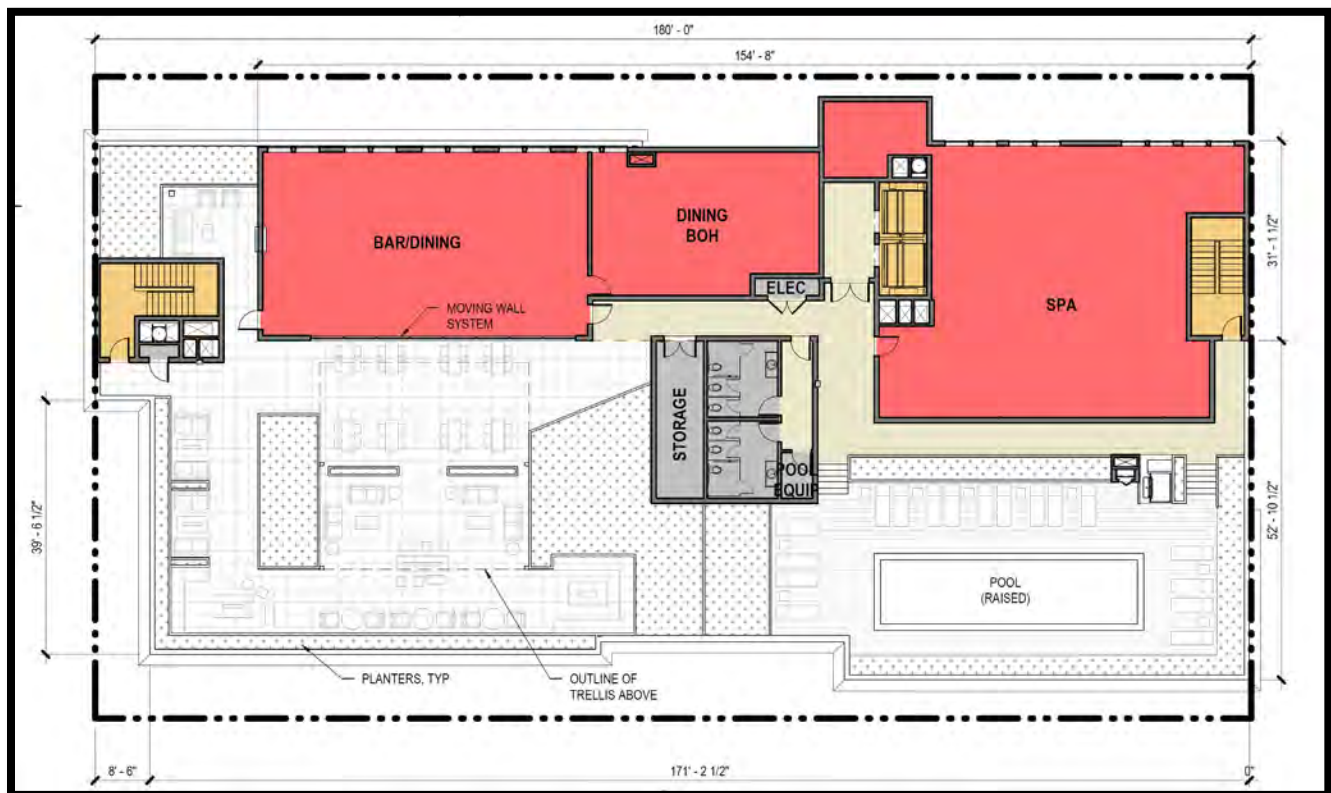 180' - 0"
154' - 8"
BAR/DINING
DINING
BOH
ELEC
MOVING WALL
SYSTEM
SPA
31' - 1 1/2"
STORAGE
POOL
EQUIP
39' - 6 1/2"
52' - 10 1/2"
POOL
(RAISED)
PLANTERS, TYP
OUTLINE OF
TRELLIS ABOVE
8' - 6"
171' - 2 1/2"
0"